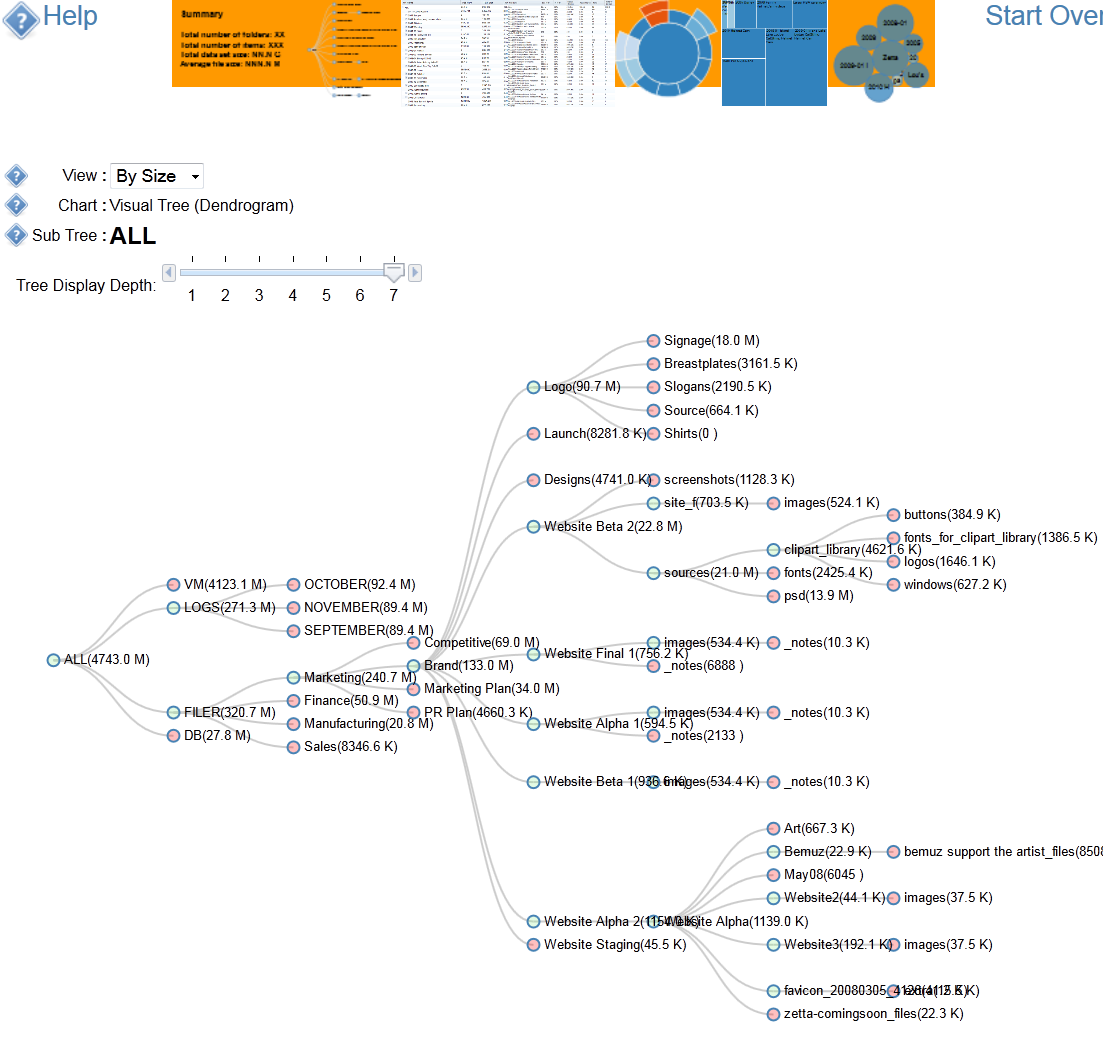 Help
Summary
Total number of folders: XX
Total number of items: XXX
Total data set size: NN.N G
Average file size: NNN.N M
2008-01
2008
2005
Zetta
20
2009-01 I
Lou's
2010 H
Start Over
View : By Size
Chart : Visual Tree (Dendrogram)
Sub Tree : ALL
Tree Display Depth:
1 2 3 4 5 6 7
Signage(18.0 M)
Breastplates(3161.5 K)
Logo(90.7 M)
Slogans(2190.5 K)
Source(664.1 K)
Launch(8281.8 K)
Shirts(0 )
Designs(4741.0 K)
screenshots(1128.3 K)
site_f(703.5 K)
images(524.1 K)
buttons(384.9 K)
Website Beta 2(22.8 M)
fonts_for_clipart_library(1386.5 K)
clipart_library(4621.6 K)
logos(1646.1 K)
sources(21.0 M)
fonts(2425.4 K)
windows(627.2 K)
psd(13.9 M)
VM(4123.1 M)
OCTOBER(92.4 M)
LOGS(271.3 M)
NOVEMBER(89.4 M)
SEPTEMBER(89.4 M)
Competitive(69.0 M)
images(534.4 K)
_notes(10.3 K)
Website Final 1(756.2 K)
ALL(4743.0 M)
Brand(133.0 M)
_notes(6888 )
Marketing(240.7 M)
Marketing Plan(34.0 M)
Finance(50.9 M)
FILER(320.7 M)
PR Plan(4660.3 K)
images(534.4 K)
_notes(10.3 K)
Manufacturing(20.8 M)
Website Alpha 1(594.5 K)
DB(27.8 M)
_notes(2133 )
Sales(8346.6 K)
Website Beta 1(936.6 K)
images(534.4 K)
_notes(10.3 K)
Art(667.3 K)
Bemuz(22.9 K)
bemuz support the artist_files(8508
May08(6045 )
Website2(44.1 K)
images(37.5 K)
Website Alpha 2(1154.0 K)
Website Alpha(1139.0 K)
Website Staging(45.5 K)
Website3(192.1 K)
images(37.5 K)
zetta-comingsoon_files(22.3 K)